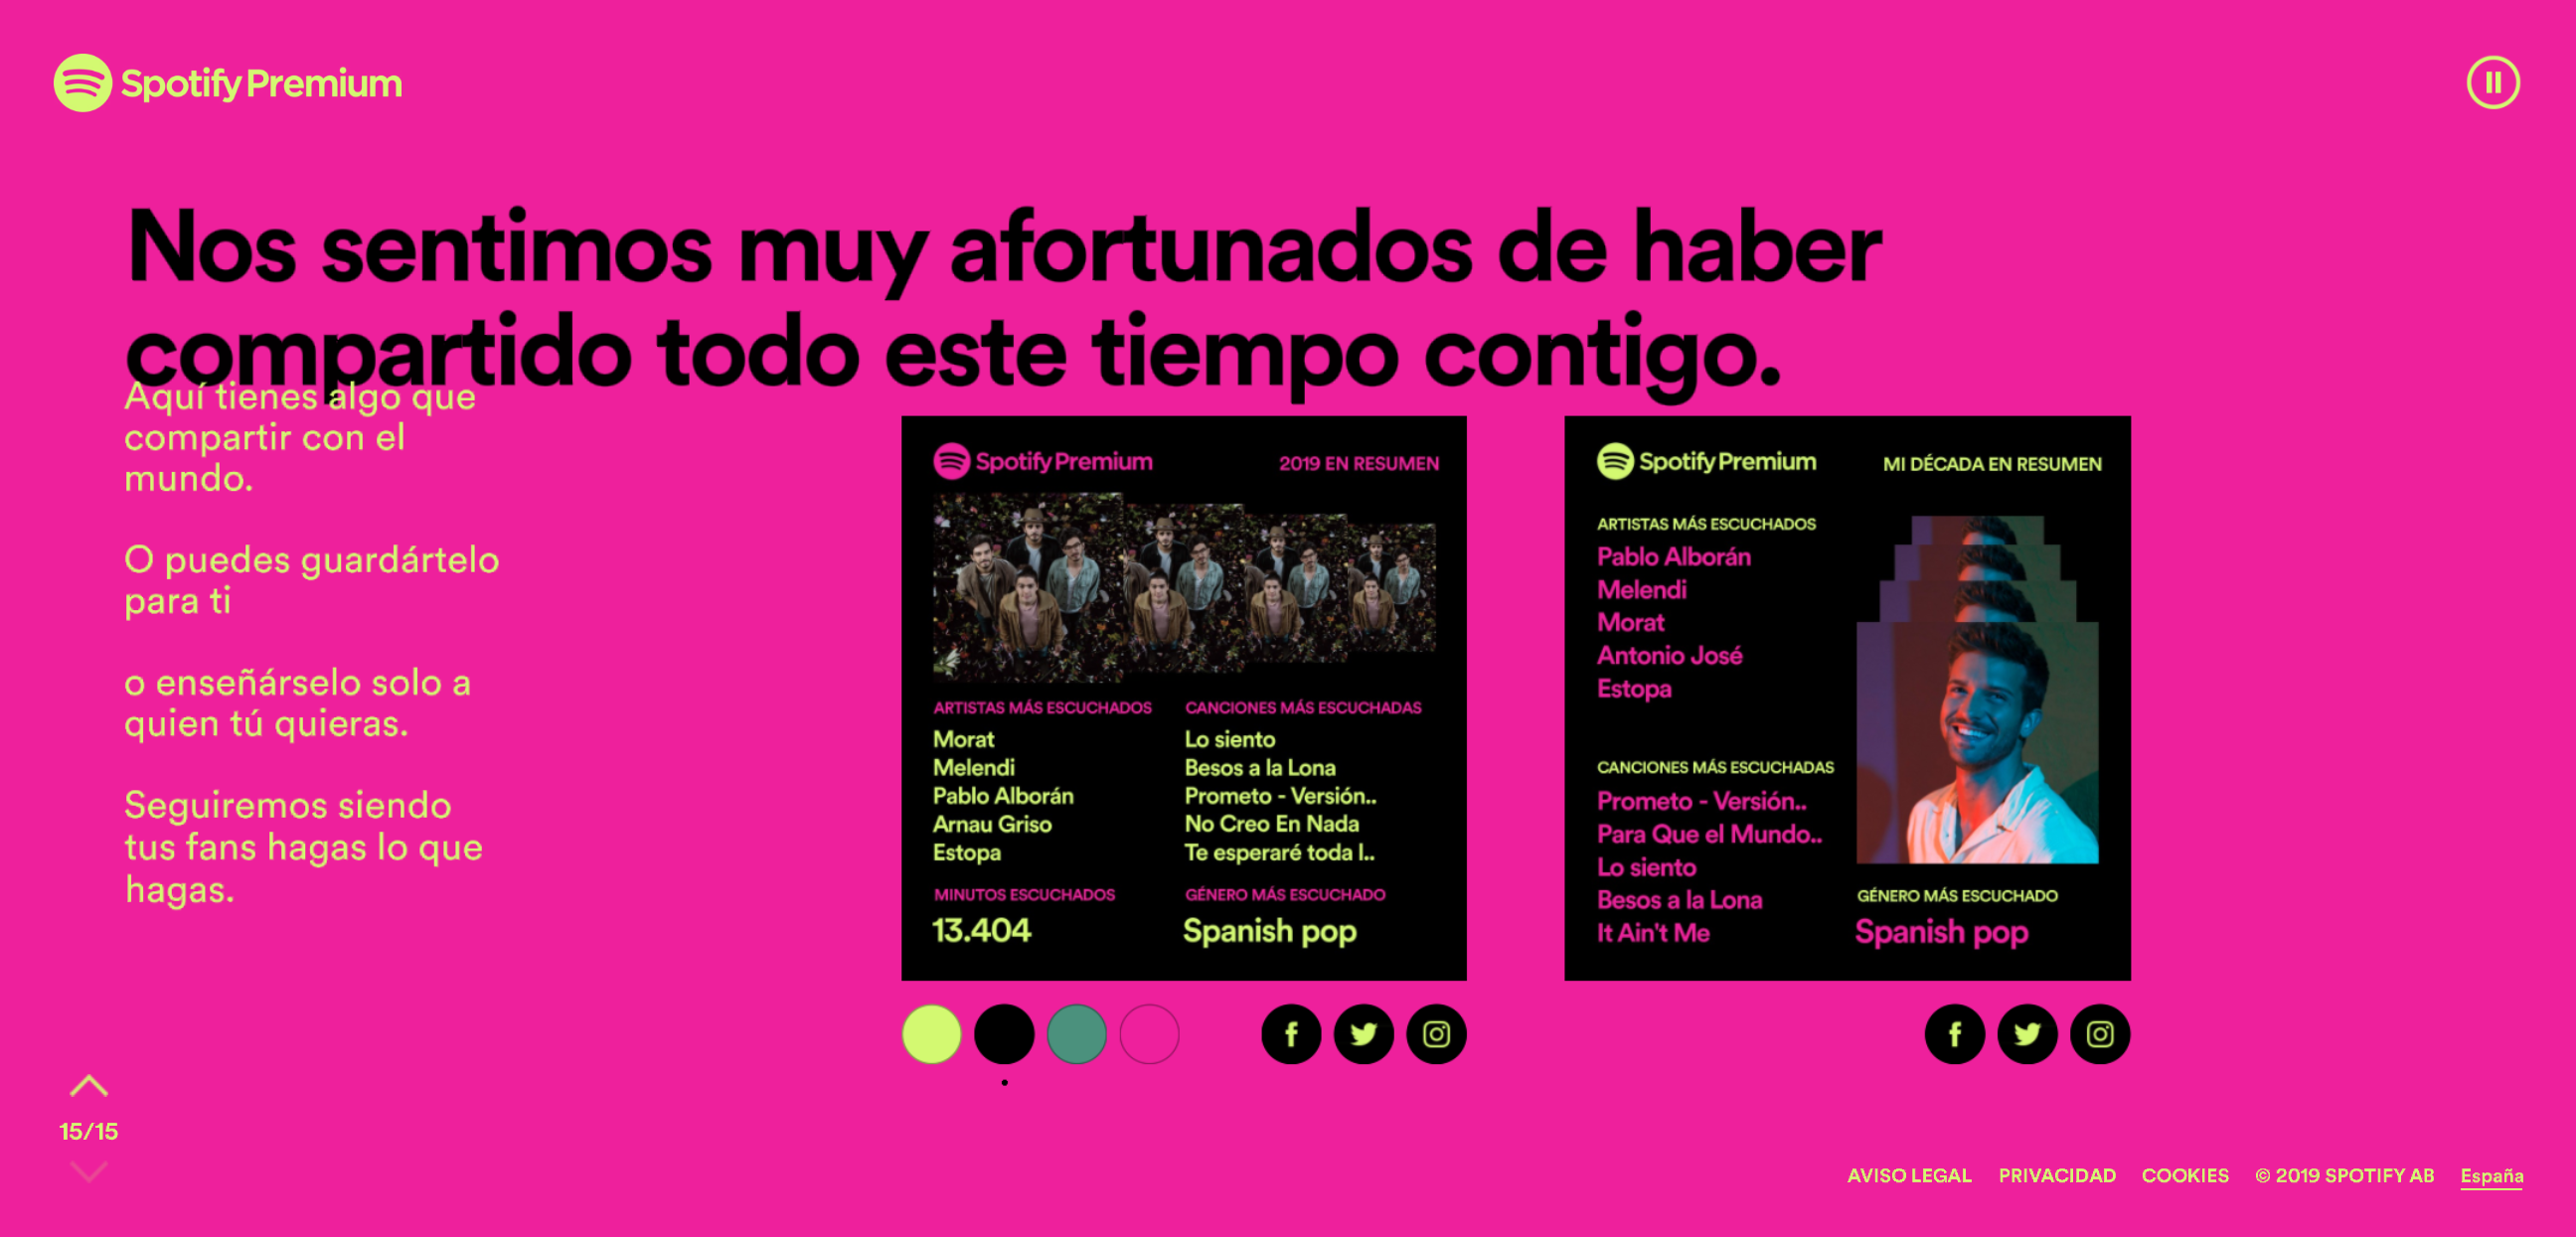 Spotify Premium
Nos sentimos muy afortunados de haber
compartido todo este tiempo contigo.
Aquí tienes algo que
compartir con el
mundo.
O puedes guardártelo
para ti
o enseñárselo solo a
quien tú quieras.
Seguiremos siendo
tus fans hagas lo que
hagas.
Spotify Premium
2019 EN RESUMEN
ARTISTAS MÁS ESCUCHADOS
Morat
Melendi
Pablo Alborán
Arnau Griso
Estopa
CANCIONES MÁS ESCUCHADAS
Lo siento
Besos a la Lona
Prometo - Versión..
No Creo En Nada
Te esperaré toda l..
MINUTOS ESCUCHADOS
13.404
GÉNERO MÁS ESCUCHADO
Spanish pop
Spotify Premium
MI DÉCADA EN RESUMEN
ARTISTAS MÁS ESCUCHADOS
Pablo Alborán
Melendi
Morat
Antonio José
Estopa
CANCIONES MÁS ESCUCHADAS
Prometo - Versión..
Para Que el Mundo..
Lo siento
Besos a la Lona
It Ain't Me
GÉNERO MÁS ESCUCHADO
Spanish pop
15/15
AVISO LEGAL PRIVACIDAD COOKIES © 2019 SPOTIFY AB España